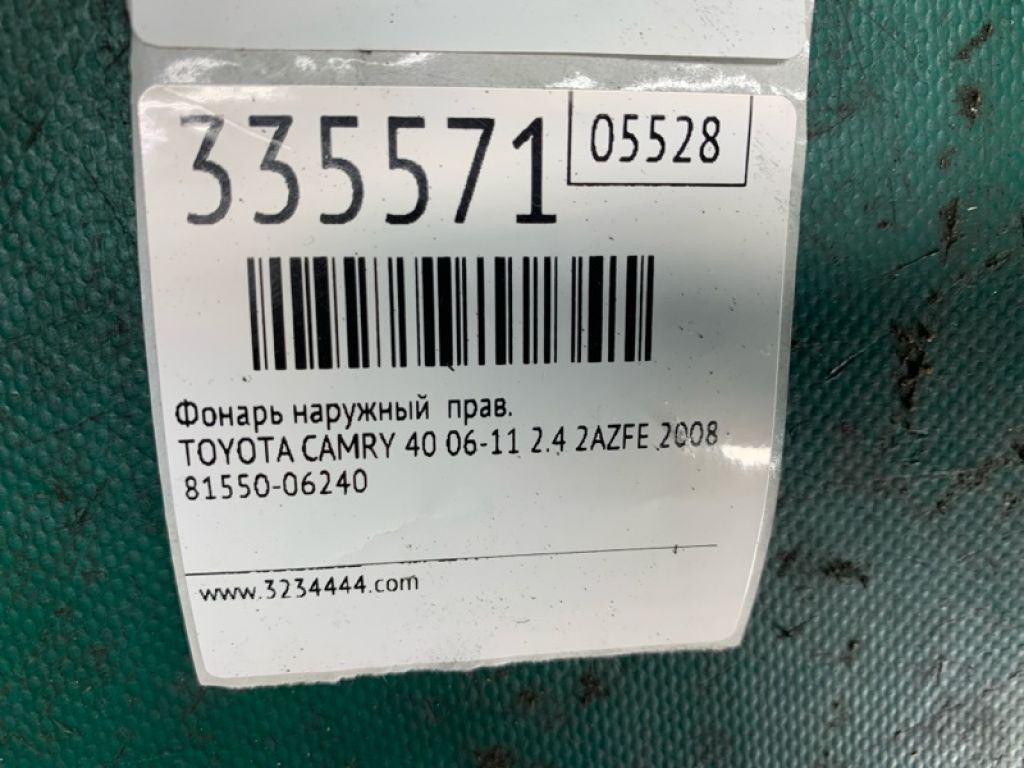 335571
05528
Фонарь наружный прав.
TOYOTA CAMRY 40 06-11 2.4 2AZFE 2008
81550-06240
www.3234444.com